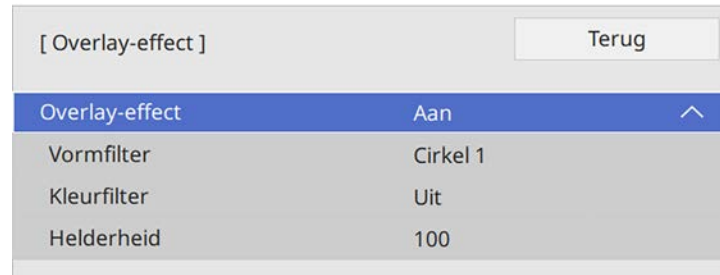 [ Overlay-effect ] Terug
Overlay-effect Aan
Vormfilter Cirkel 1
Kleurfilter Uit
Helderheid 100